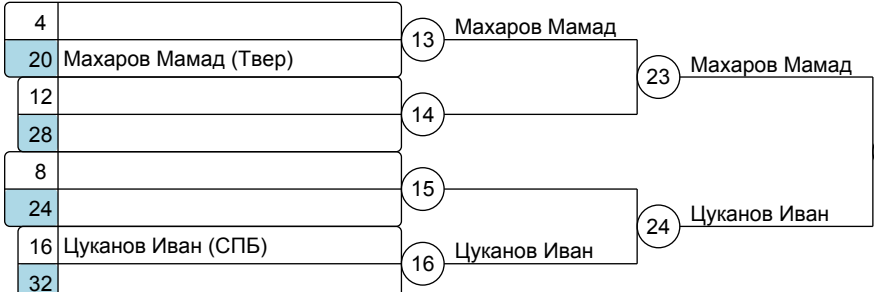 4
13 Махаров Мамад
20 Махаров Мамад (Твер)
23 Махаров Мамад
12
14
28
8
15
24
24 Цуканов Иван
16 Цуканов Иван (СПБ)
16 Цуканов Иван
32